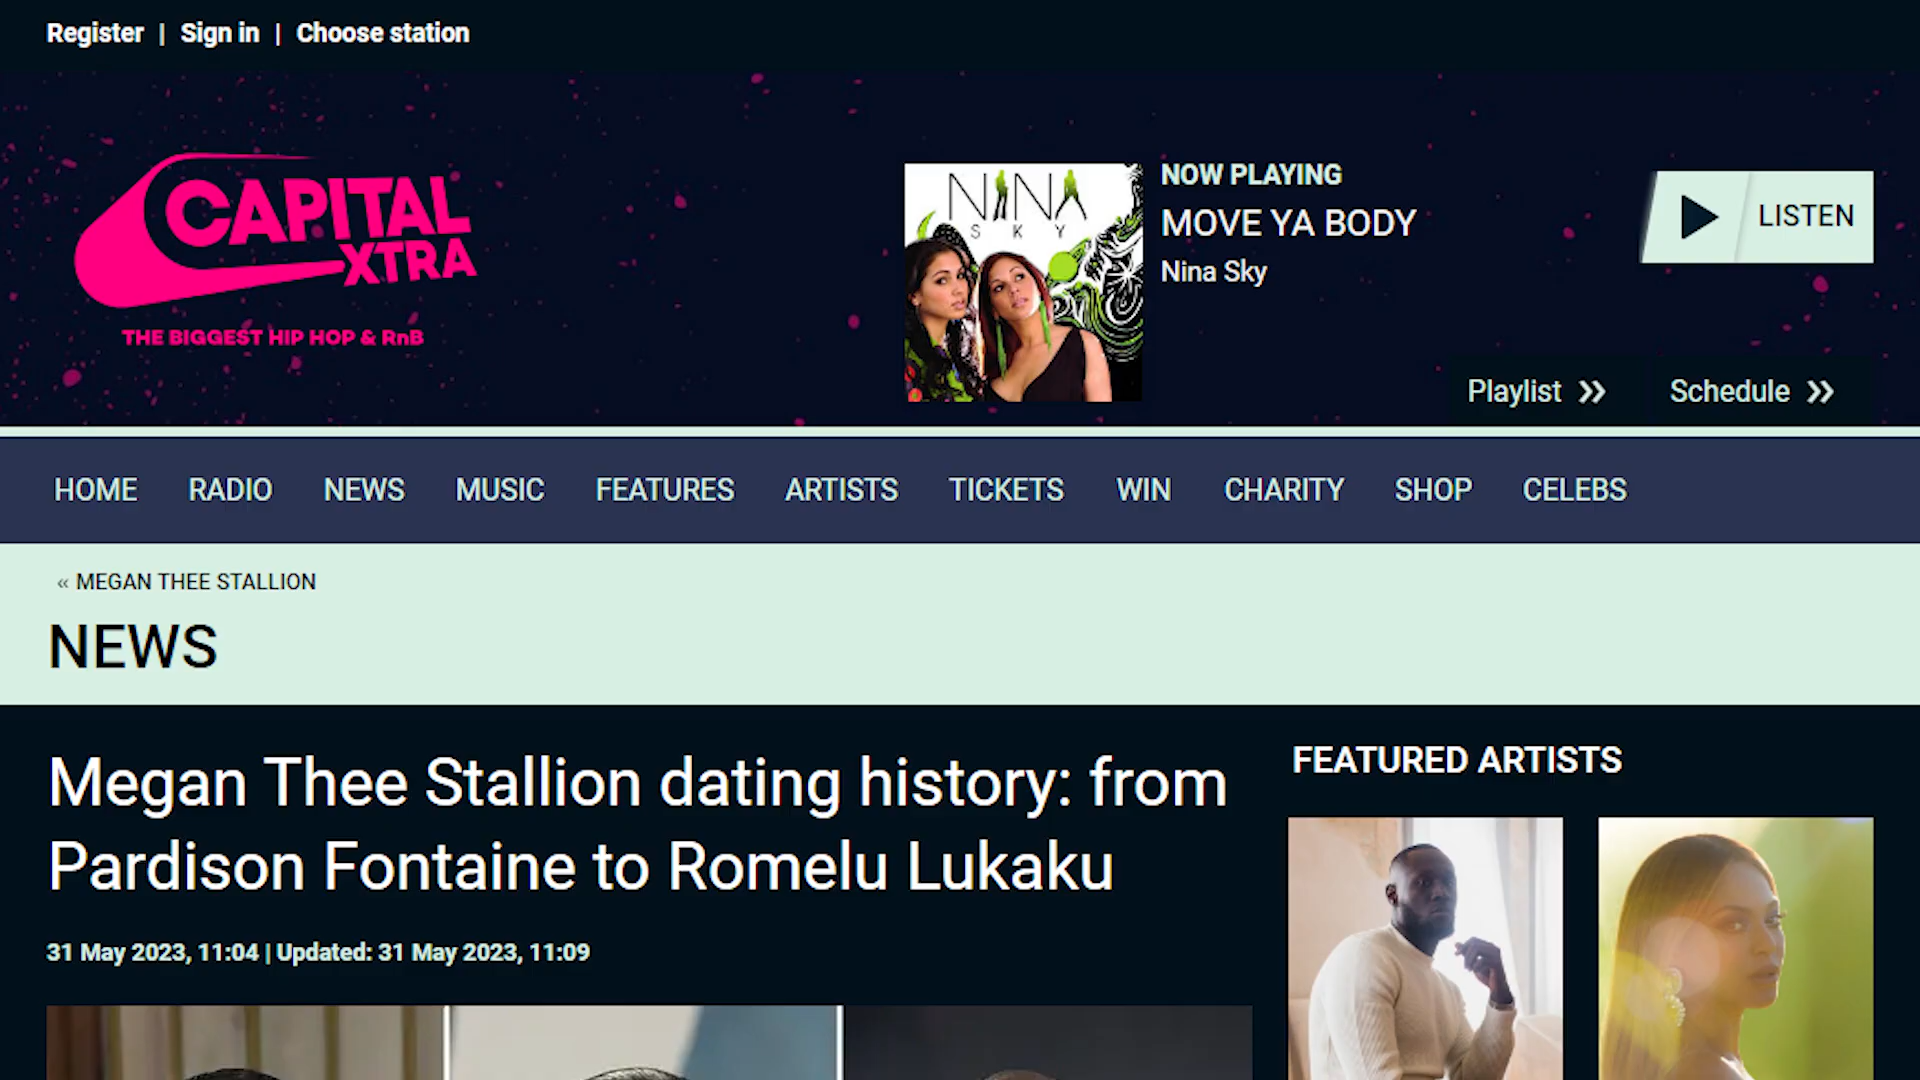 Register | Sign in | Choose station
CAPITAL
XTRA
THE BIGGEST HIP HOP & RnB
NINA
SKY
NOW PLAYING
MOVE YA BODY
Nina Sky
LISTEN
Playlist
Schedule
HOME RADIO NEWS MUSIC FEATURES ARTISTS TICKETS WIN CHARITY SHOP CELEBS
« MEGAN THEE STALLION
NEWS
Megan Thee Stallion dating history: from
Pardison Fontaine to Romelu Lukaku
31 May 2023, 11:04 | Updated: 31 May 2023, 11:09
FEATURED ARTISTS